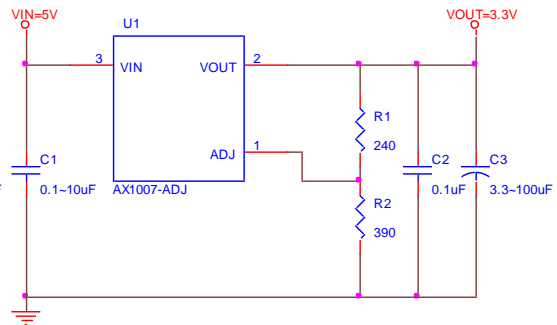 VIN=5V
VOUT=3.3V
U1
3
VIN
VOUT
2
1
ADJ
AX1007-ADJ
R1
240
R2
390
C1
0.1~10uF
C2
0.1uF
C3
3.3~100uF